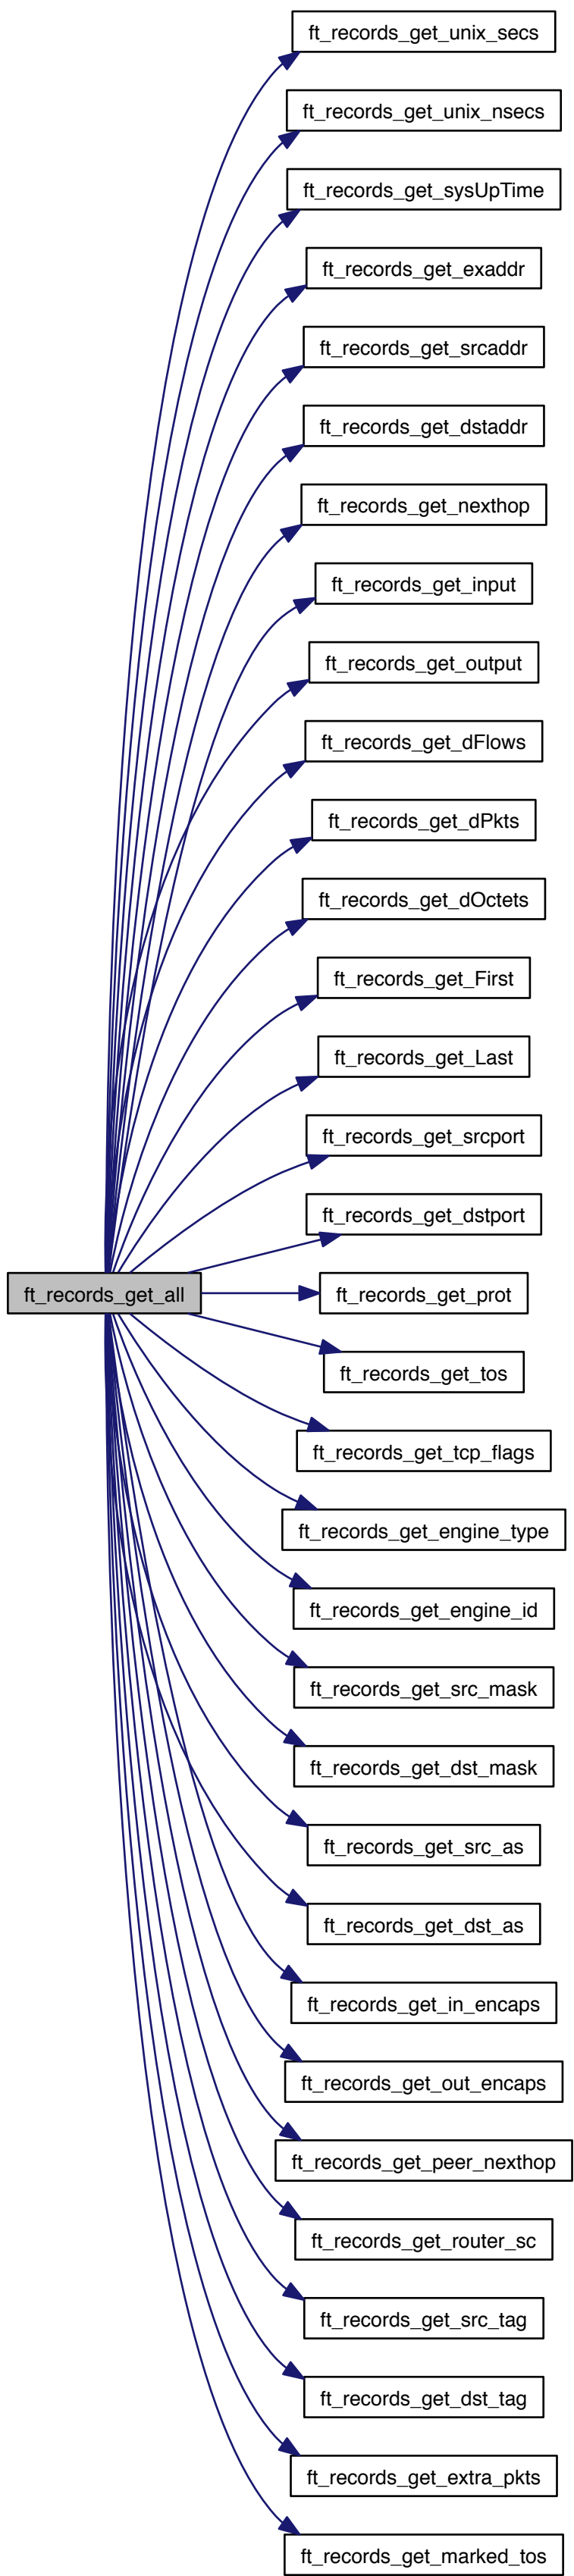 ft_records_get_unix_secs
ft_records_get_unix_nsecs
ft_records_get_sysUpTime
ft_records_get_exaddr
ft_records_get_srcaddr
ft_records_get_dstaddr
ft_records_get_nexthop
ft_records_get_input
ft_records_get_output
ft_records_get_dFlows
ft_records_get_dPkts
ft_records_get_dOctets
ft_records_get_First
ft_records_get_Last
ft_records_get_srcport
ft_records_get_dstport
ft_records_get_all
ft_records_get_prot
ft_records_get_tos
ft_records_get_tcp_flags
ft_records_get_engine_type
ft_records_get_engine_id
ft_records_get_src_mask
ft_records_get_dst_mask
ft_records_get_src_as
ft_records_get_dst_as
ft_records_get_in_encaps
ft_records_get_out_encaps
ft_records_get_peer_nexthop
ft_records_get_router_sc
ft_records_get_src_tag
ft_records_get_dst_tag
ft_records_get_extra_pkts
ft_records_get_marked_tos